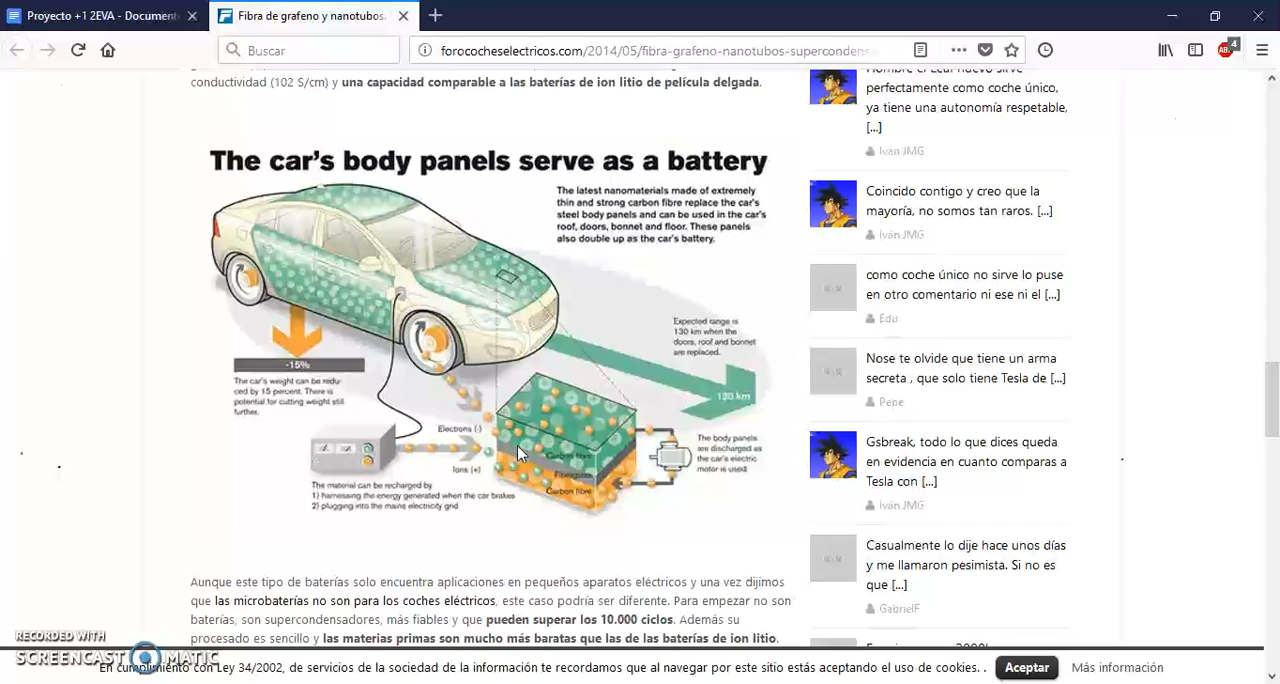 Proyecto +1 2EVA - Document
Fibra de grafeno y nanotubos.
Buscar
forococheselectricos.com/2014/05/fibra-grafeno-nanotubos-supercondens
4
conductividad (102 S/cm) y una capacidad comparable a las baterías de ion litio de película delgada.
The car's body panels serve as a battery
The latest nanomaterials made of extremely
thin and strong carbon fibre replace the car's
steel body panels and can be used in the car's
roof, doors, bonnet and floor. These panels
also double up as the car's battery.
Expected range is
130 km when the
doors, roof and bonnet
are replaced.
130 km
-15%
The car's weight can be redu-
ced by 15 percent. There is
potential for cutting weight still
further.
Electrons (-)
Ions (+)
Carbon fibre
Fibreglass
Carbon fibre
The body panels
are discharged as
the car's electric
motor is used.
The material can be recharged by
1) harnessing the energy generated when the car brakes
2) plugging into the mains electricity grid
Aunque este tipo de baterías solo encuentra aplicaciones en pequeños aparatos eléctricos y una vez dijimos
que las microbaterías no son para los coches eléctricos, este caso podría ser diferente. Para empezar no son
baterías, son supercondensadores, más fiables y que pueden superar los 10.000 ciclos. Además su
procesado es sencillo y las materias primas son mucho más baratas que las de las baterías de ion litio.
perfectamente como coche único,
ya tiene una autonomía respetable,
[...]
Iván JMG
Coincido contigo y creo que la
mayoría, no somos tan raros. [...]
Iván JMG
como coche único no sirve lo puse
en otro comentario ni ese ni el [...]
Edu
Nose te olvide que tiene un arma
secreta , que solo tiene Tesla de [...]
Pepe
Gsbreak, todo lo que dices queda
en evidencia en cuanto comparas a
Tesla con [...]
Iván JMG
Casualmente lo dije hace unos días
y me llamaron pesimista. Si no es
que [...]
GabrielF
RECORDED WITH
SCREENCAST MATIC
En cumplimiento con Ley 34/2002, de servicios de la sociedad de la información te recordamos que al navegar por este sitio estás aceptando el uso de cookies. .
Aceptar
Más información